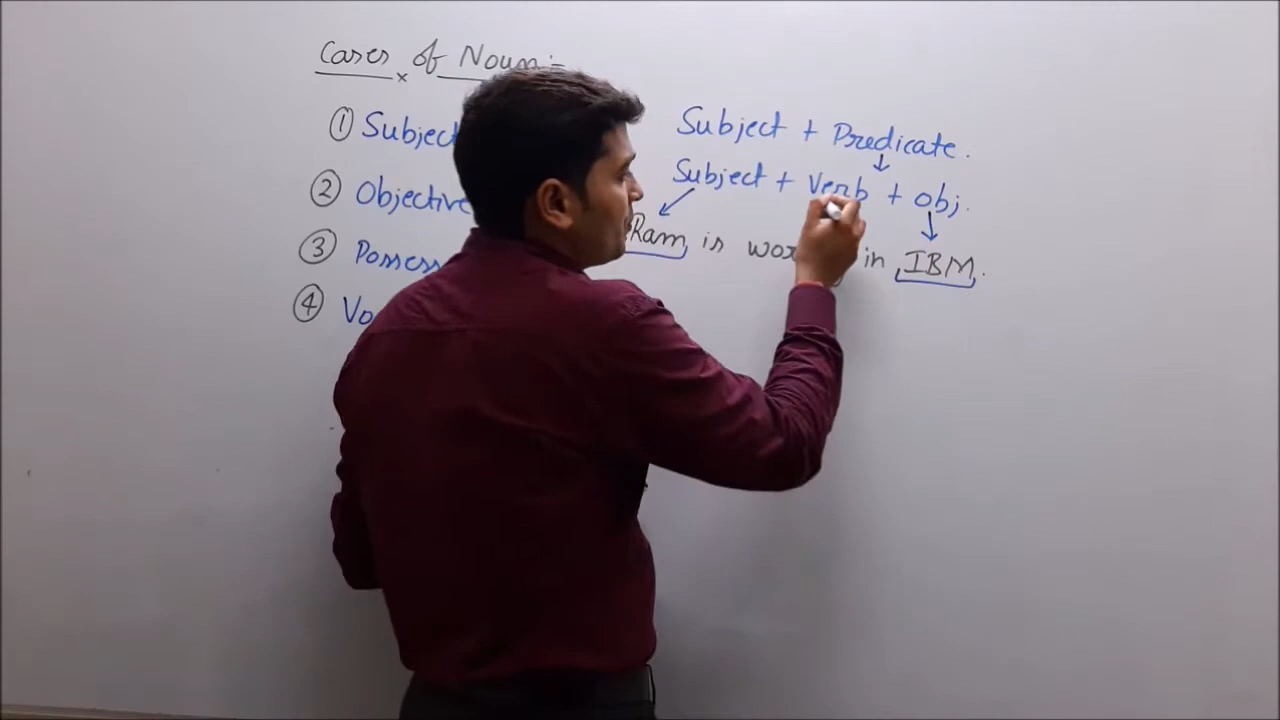 Cases of Noun :-
① Subject
② Objective
③ Possess
④ Vo
Subject + Predicate.
Subject + Verb + obj.
Ram is in IBM.